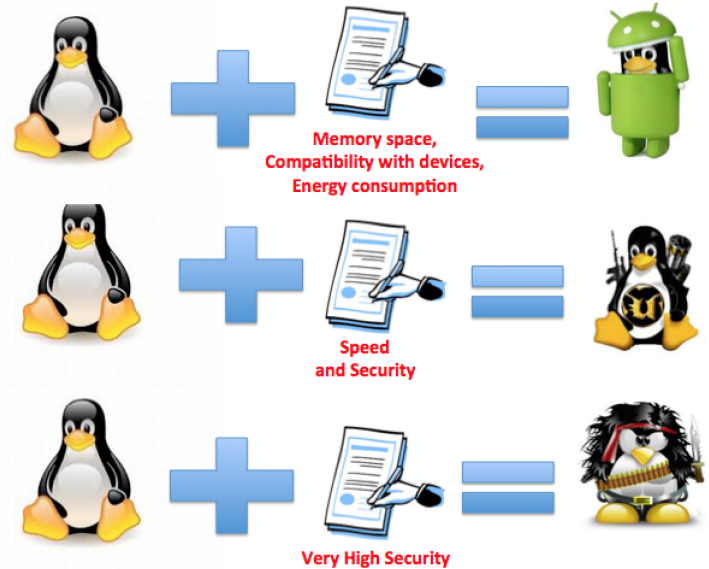 Memory space,
Compatibility with devices,
Energy consumption
Speed
and Security
Very High Security